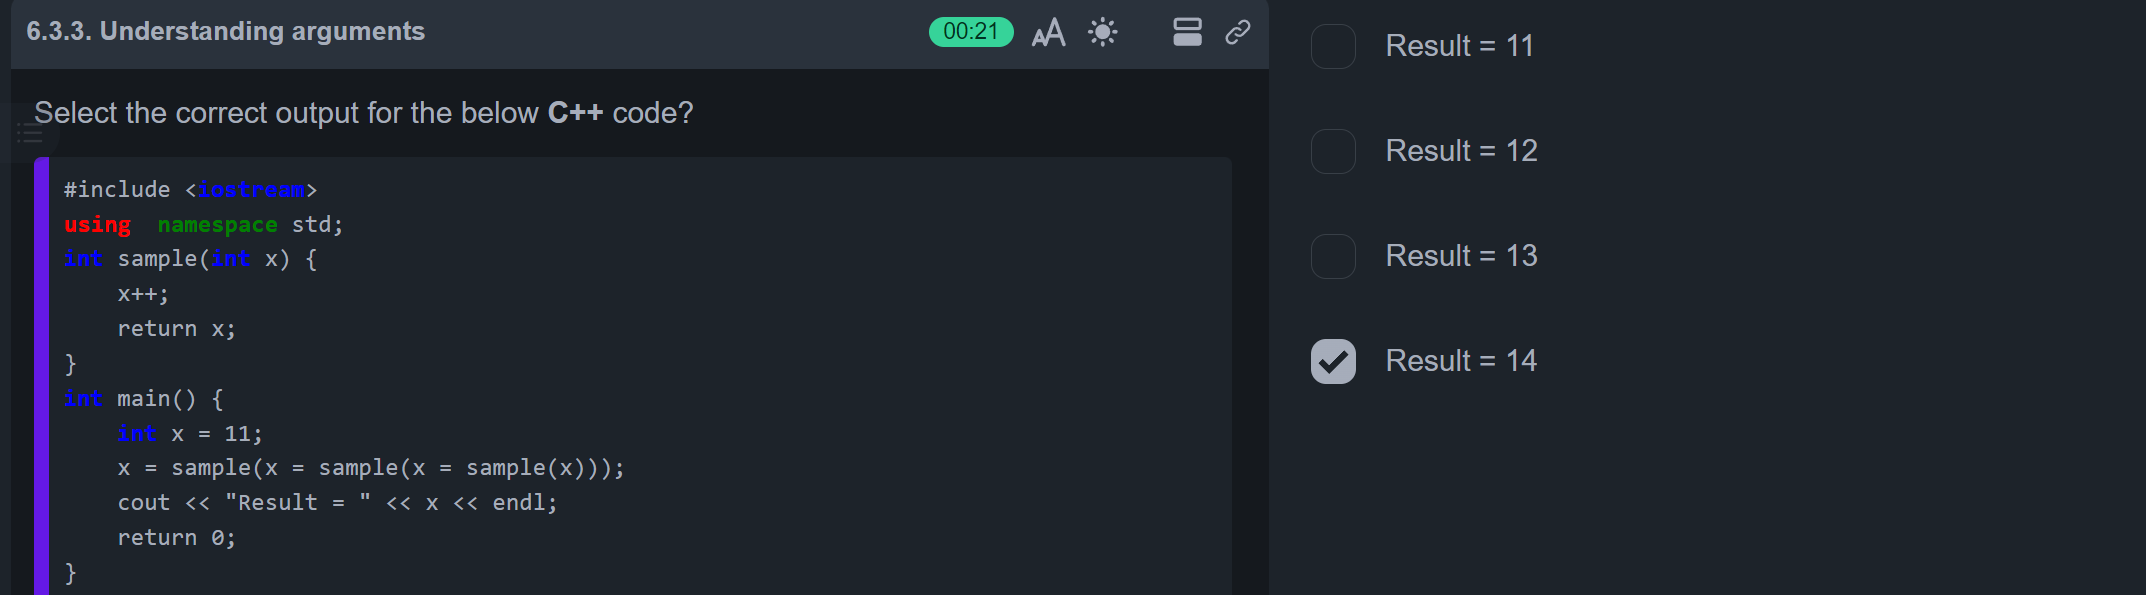 6.3.3. Understanding arguments
00:21
Select the correct output for the below C++ code?
#include <iostream>
using  namespace std;
int sample(int x) {
    x++;
    return x;
}
int main() {
    int x = 11;
    x = sample(x = sample(x = sample(x)));
    cout << "Result = " << x << endl;
    return 0;
}
Result = 11
Result = 12
Result = 13
Result = 14